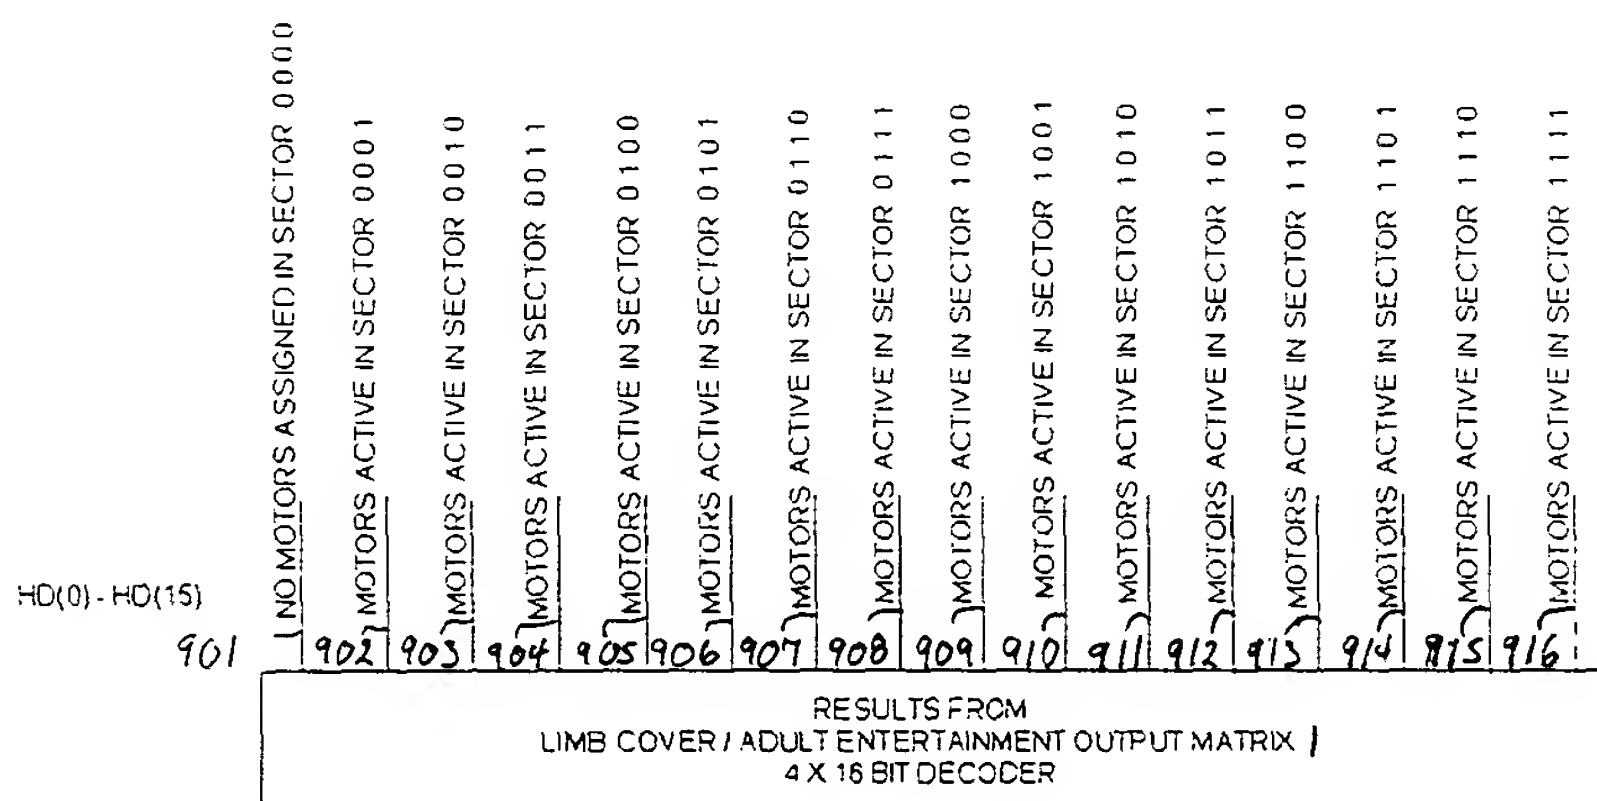 NO MOTORS ASSIGNED IN SECTOR 0000
MOTORS ACTIVE IN SECTOR 0001
MOTORS ACTIVE IN SECTOR 0010
MOTORS ACTIVE IN SECTOR 0011
MOTORS ACTIVE IN SECTOR 0100
MOTORS ACTIVE IN SECTOR 0101
MOTORS ACTIVE IN SECTOR 0110
MOTORS ACTIVE IN SECTOR 0111
MOTORS ACTIVE IN SECTOR 1000
MOTORS ACTIVE IN SECTOR 1001
MOTORS ACTIVE IN SECTOR 1010
MOTORS ACTIVE IN SECTOR 1011
MOTORS ACTIVE IN SECTOR 1100
MOTORS ACTIVE IN SECTOR 1101
MOTORS ACTIVE IN SECTOR 1110
MOTORS ACTIVE IN SECTOR 1111
HD(0) - HD(15)
901 902 903 904 905 906 907 908 909 910 911 912 913 914 915 916
RESULTS FROM
LIMB COVER / ADULT ENTERTAINMENT OUTPUT MATRIX 1
4 X 16 BIT DECODER